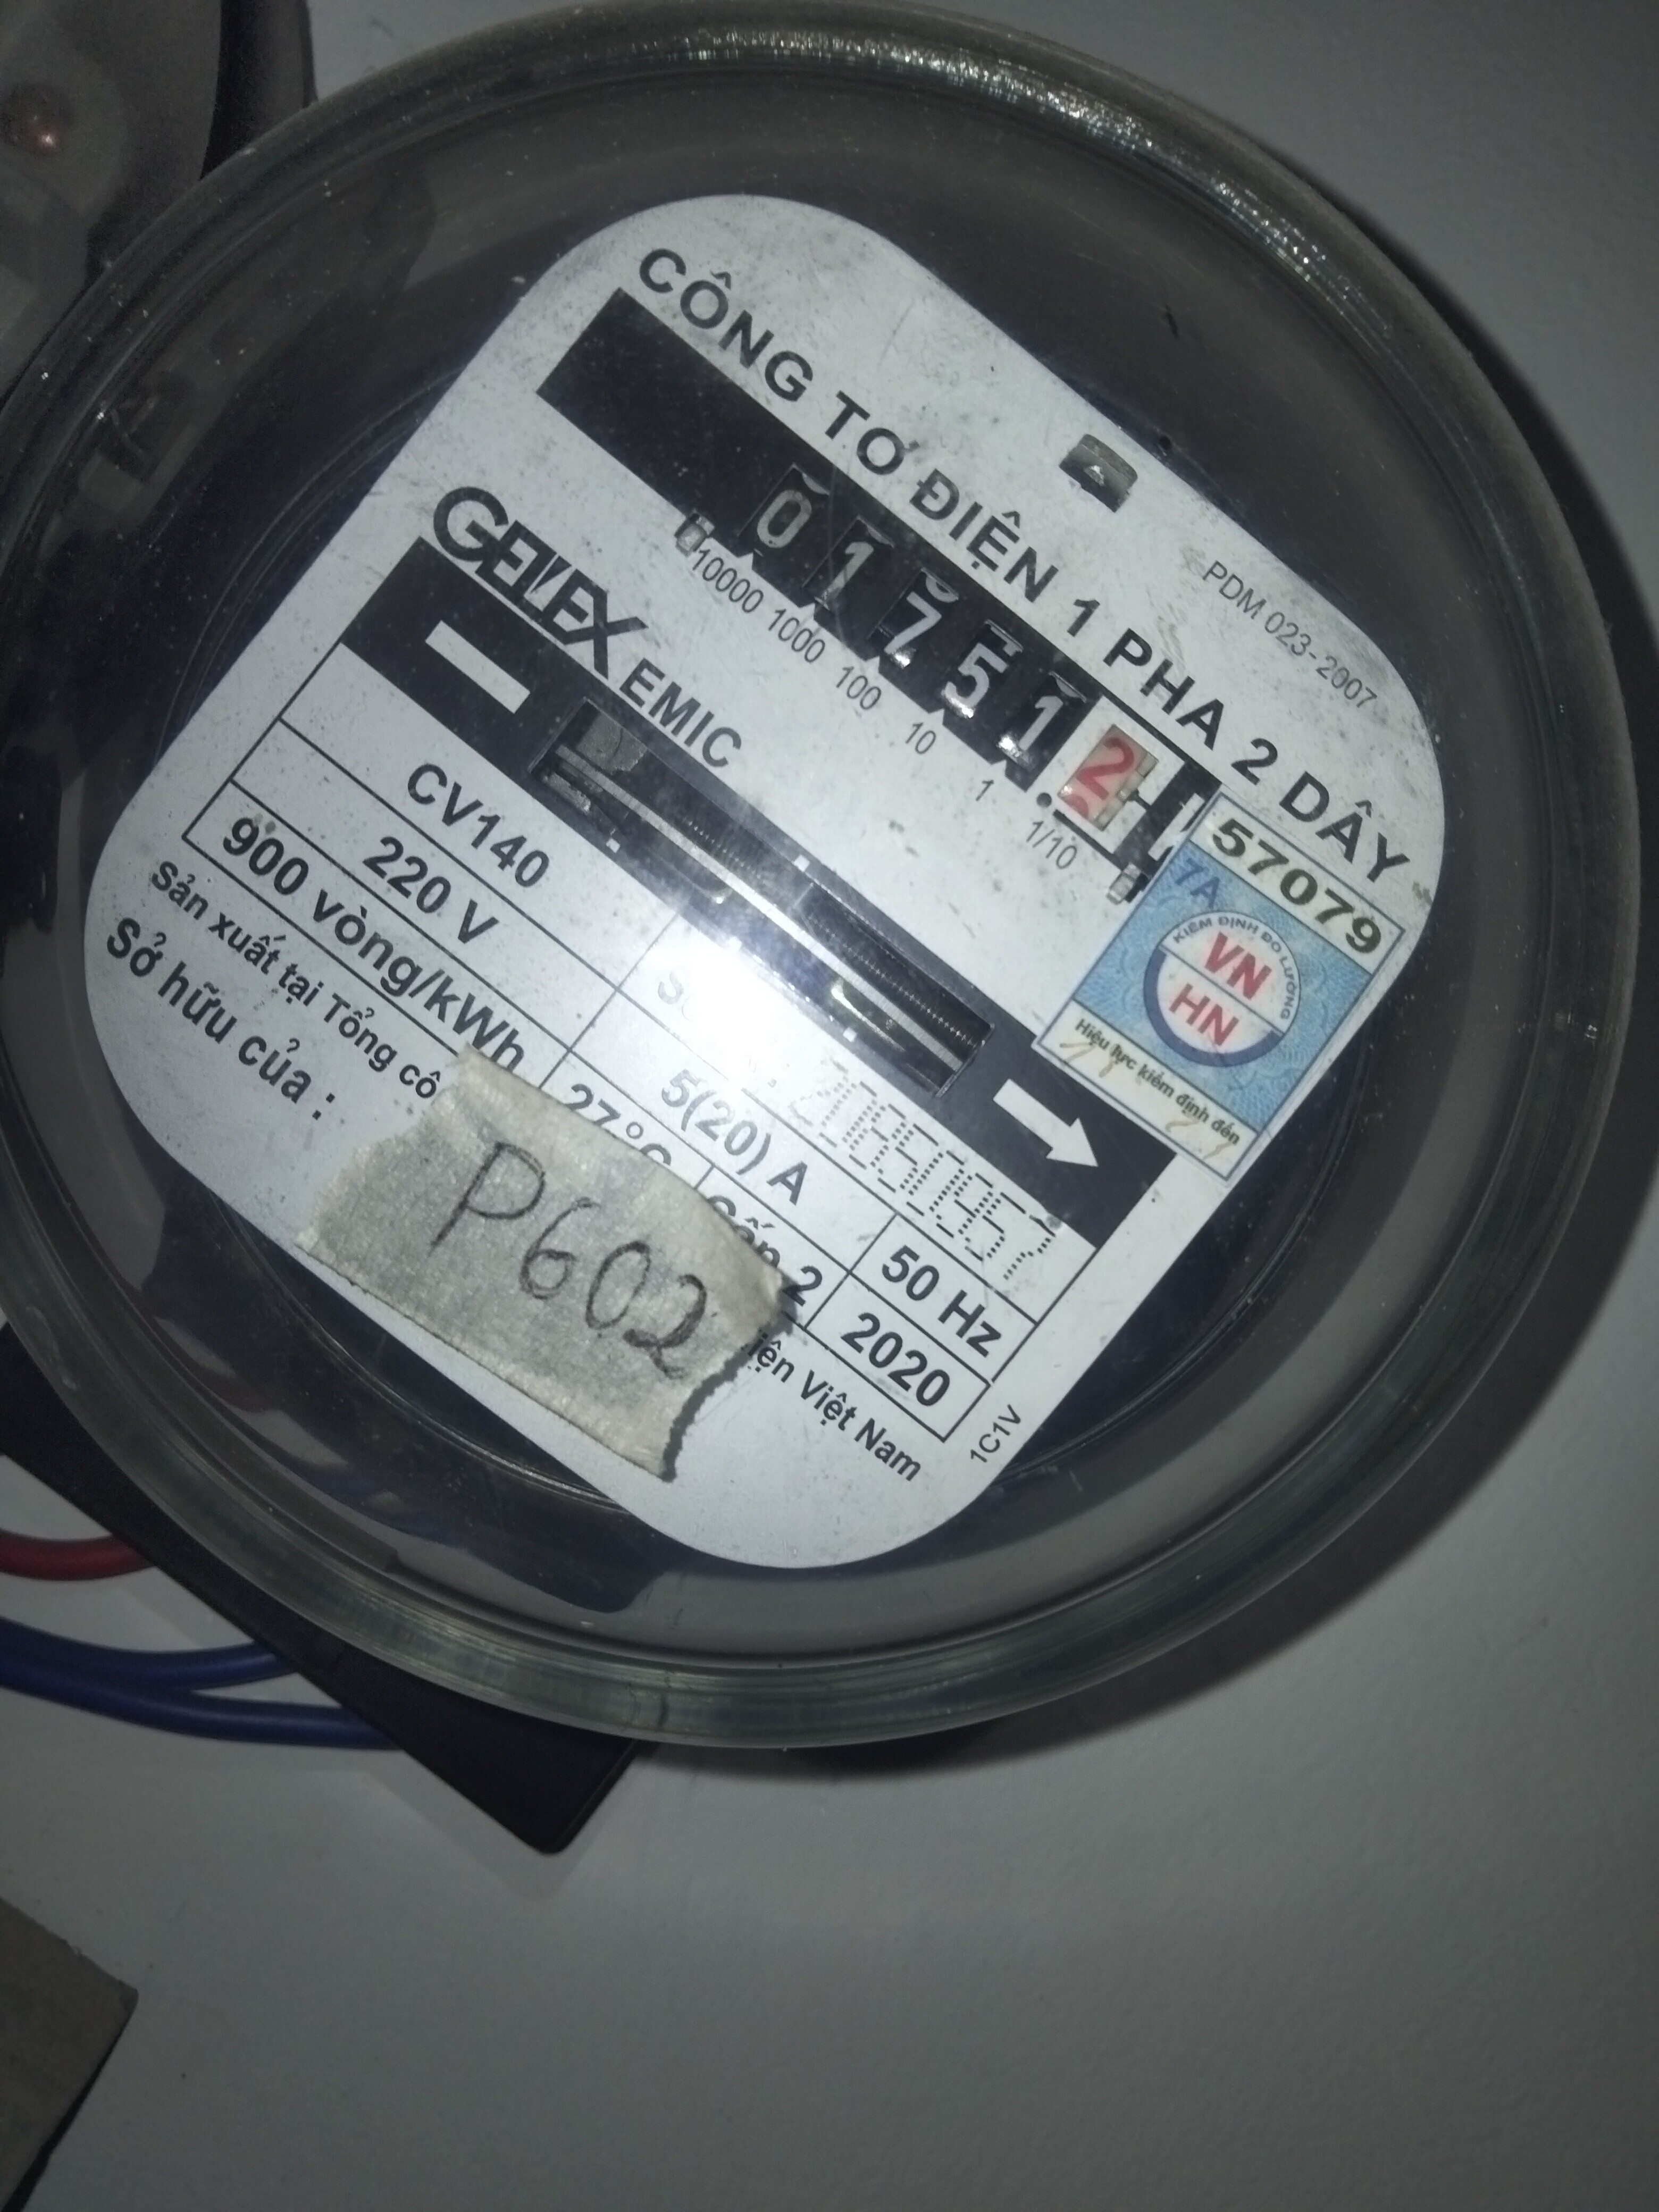 CÔNG TƠ ĐIỆN 1 PHA 2 DÂY
PDM 023-2007
0 1 7 5 1 2
10000 1000 100 10 1 . 1/10
GELEX EMIC
57079
7A
KIỂM ĐỊNH ĐO LƯỜNG
VN
HN
Hiệu lực kiểm định đến
CV140
220 V 5(20) A 50 Hz
900 vòng/kWh 27°C Cấp 2 2020
Sản xuất tại Tổng cô
iện Việt Nam
Sở hữu của :
1C1V
P602